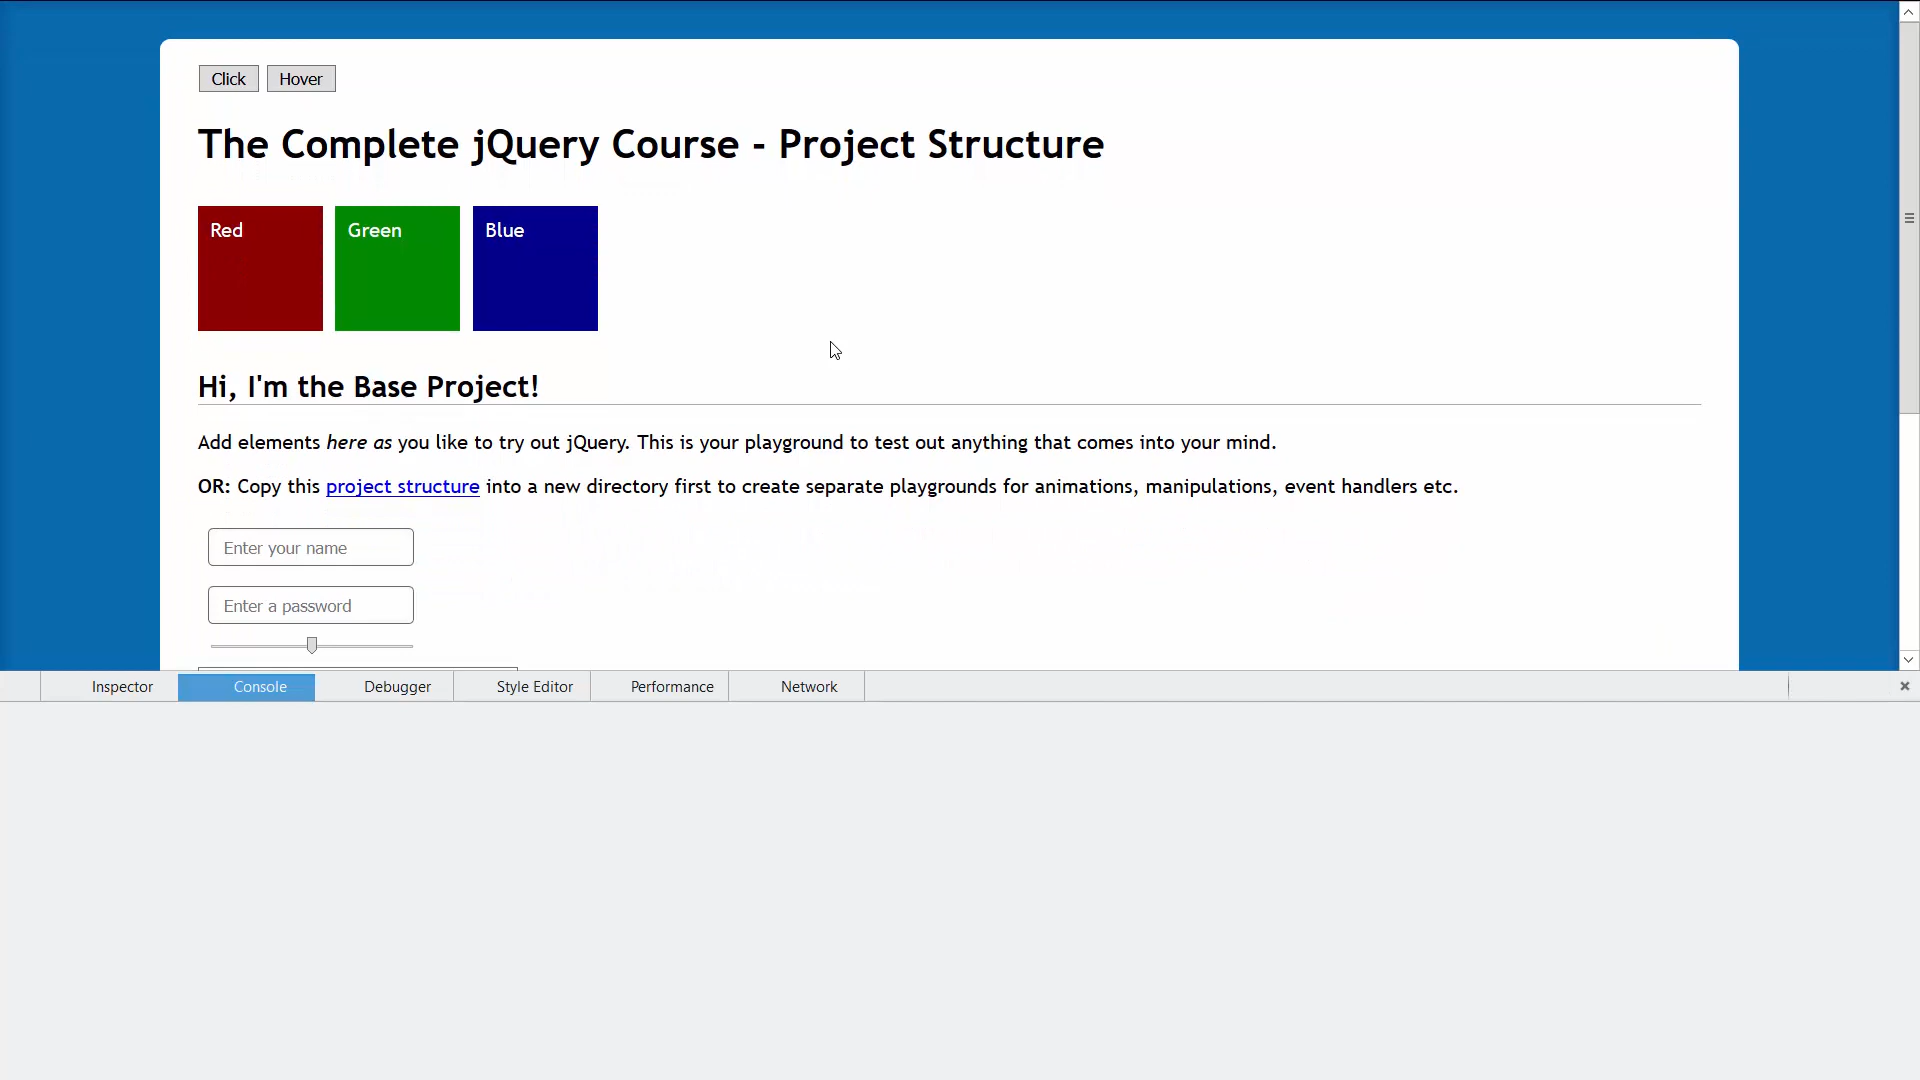 Click Hover
The Complete jQuery Course - Project Structure
Red Green Blue
Hi, I'm the Base Project!
Add elements here as you like to try out jQuery. This is your playground to test out anything that comes into your mind.
OR: Copy this project structure into a new directory first to create separate playgrounds for animations, manipulations, event handlers etc.
Enter your name
Enter a password
Inspector Console Debugger Style Editor Performance Network